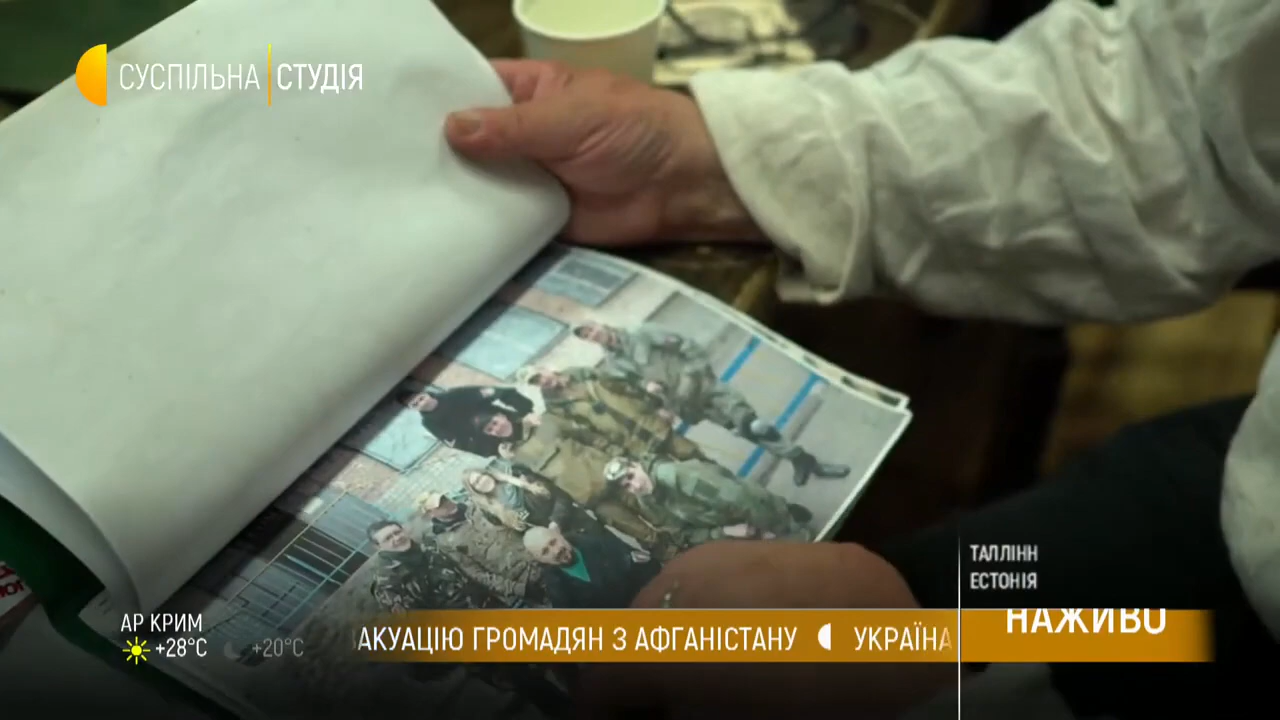 СУСПІЛЬНА СТУДІЯ
ТАЛЛІНН
ЕСТОНІЯ
АР КРИМ
+28°C +20°C
АКУАЦІЮ ГРОМАДЯН З АФГАНІСТАНУ УКРАЇНА
НАЖИВО